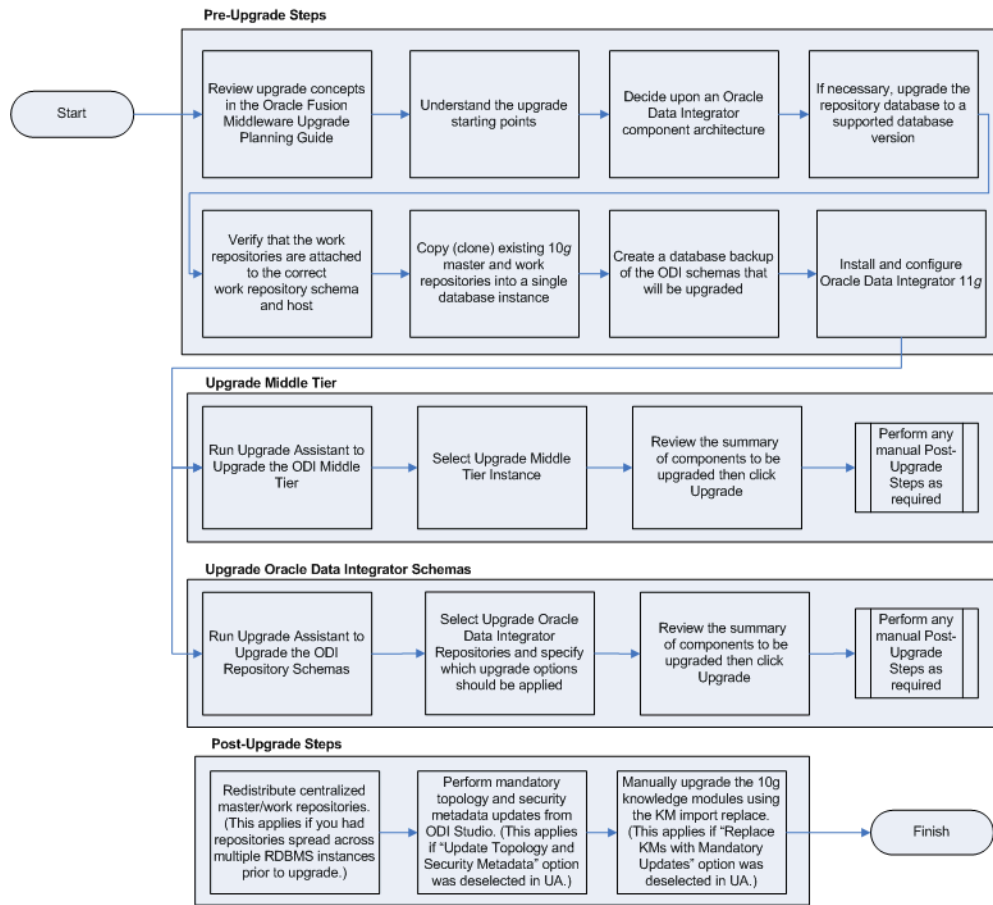 Pre-Upgrade Steps
Start
Review upgrade concepts
in the Oracle Fusion
Middleware Upgrade
Planning Guide
Understand the upgrade
starting points
Decide upon an Oracle
Data Integrator
component architecture
If necessary, upgrade the
repository database to a
supported database
version
Verify that the work
repositories are attached
to the correct
work repository schema
and host
Copy (clone) existing 10g
master and work
repositories into a single
database instance
Create a database backup
of the ODI schemas that
will be upgraded
Install and configure
Oracle Data Integrator 11g
Upgrade Middle Tier
Run Upgrade Assistant to
Upgrade the ODI Middle
Tier
Select Upgrade Middle
Tier Instance
Review the summary
of components to be
upgraded then click
Upgrade
Perform any
manual Post-
Upgrade
Steps as
required
Upgrade Oracle Data Integrator Schemas
Run Upgrade Assistant to
Upgrade the ODI
Repository Schemas
Select Upgrade Oracle
Data Integrator
Repositories and specify
which upgrade options
should be applied
Review the summary
of components to be
upgraded then click
Upgrade
Perform any
manual Post-
Upgrade
Steps as
required
Post-Upgrade Steps
Redistribute centralized
master/work repositories.
(This applies if you had
repositories spread across
multiple RDBMS instances
prior to upgrade.)
Perform mandatory
topology and security
metadata updates from
ODI Studio. (This applies
if “Update Topology and
Security Metadata” option
was deselected in UA.)
Manually upgrade the 10g
knowledge modules using
the KM import replace.
(This applies if “Replace
KMs with Mandatory
Updates” option was
deselected in UA.)
Finish